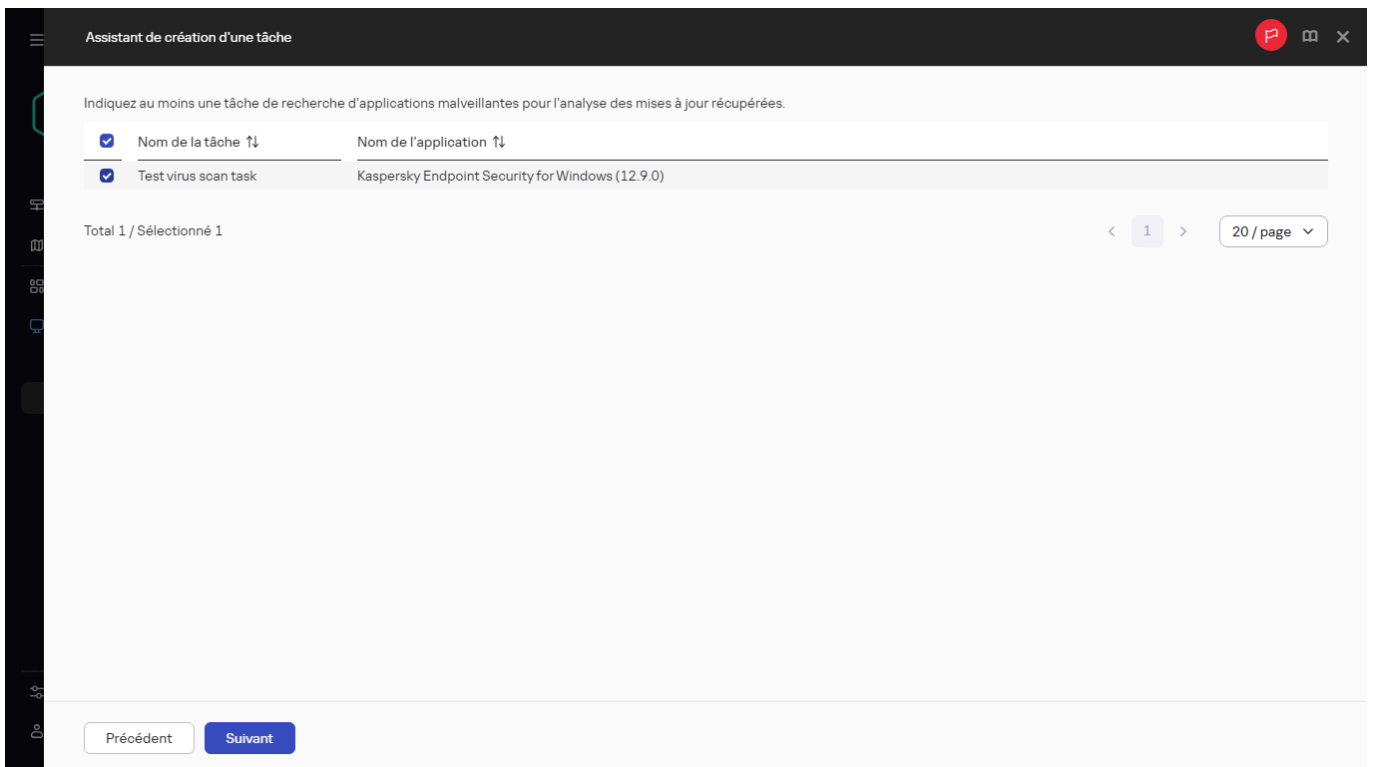 Assistant de création d'une tâche
Indiquez au moins une tâche de recherche d'applications malveillantes pour l'analyse des mises à jour récupérées.
Nom de la tâche Nom de l'application
Test virus scan task Kaspersky Endpoint Security for Windows (12.9.0)
Total 1 / Sélectionné 1 1 20 / page
Précédent Suivant